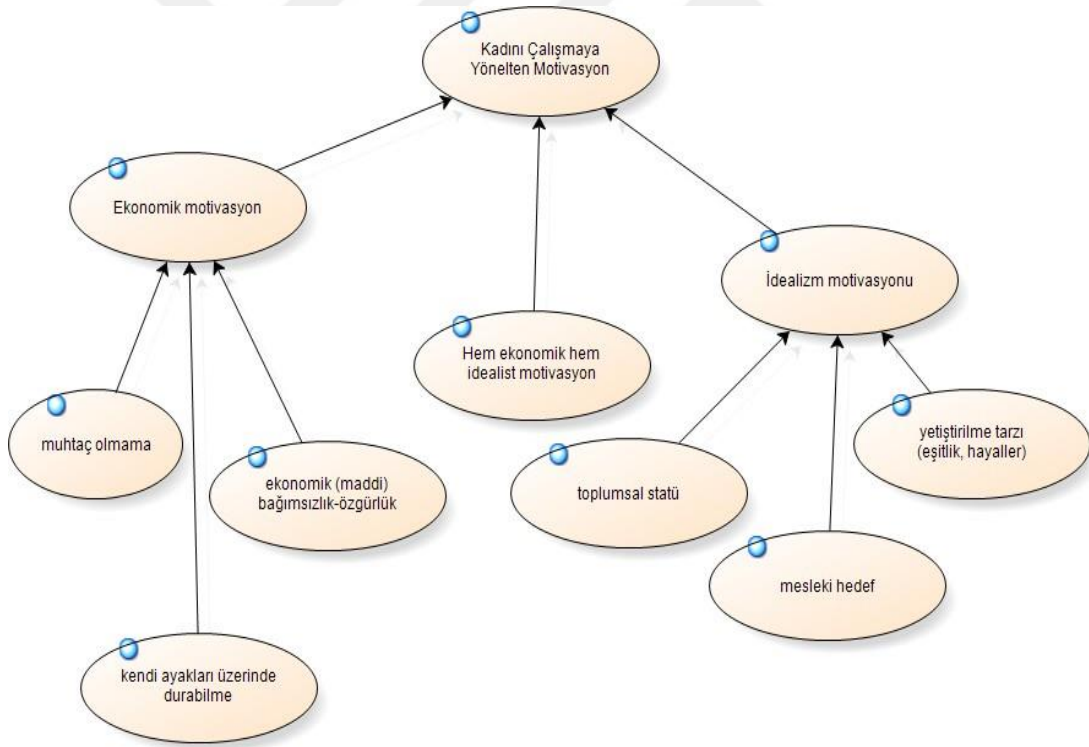 Kadını Çalışmaya
Yönelten Motivasyon
Ekonomik motivasyon
İdealizm motivasyonu
Hem ekonomik hem
idealist motivasyon
muhtaç olmama
ekonomik (maddi)
bağımsızlık-özgürlük
toplumsal statü
yetiştirilme tarzı
(eşitlik, hayaller)
mesleki hedef
kendi ayakları üzerinde
durabilme